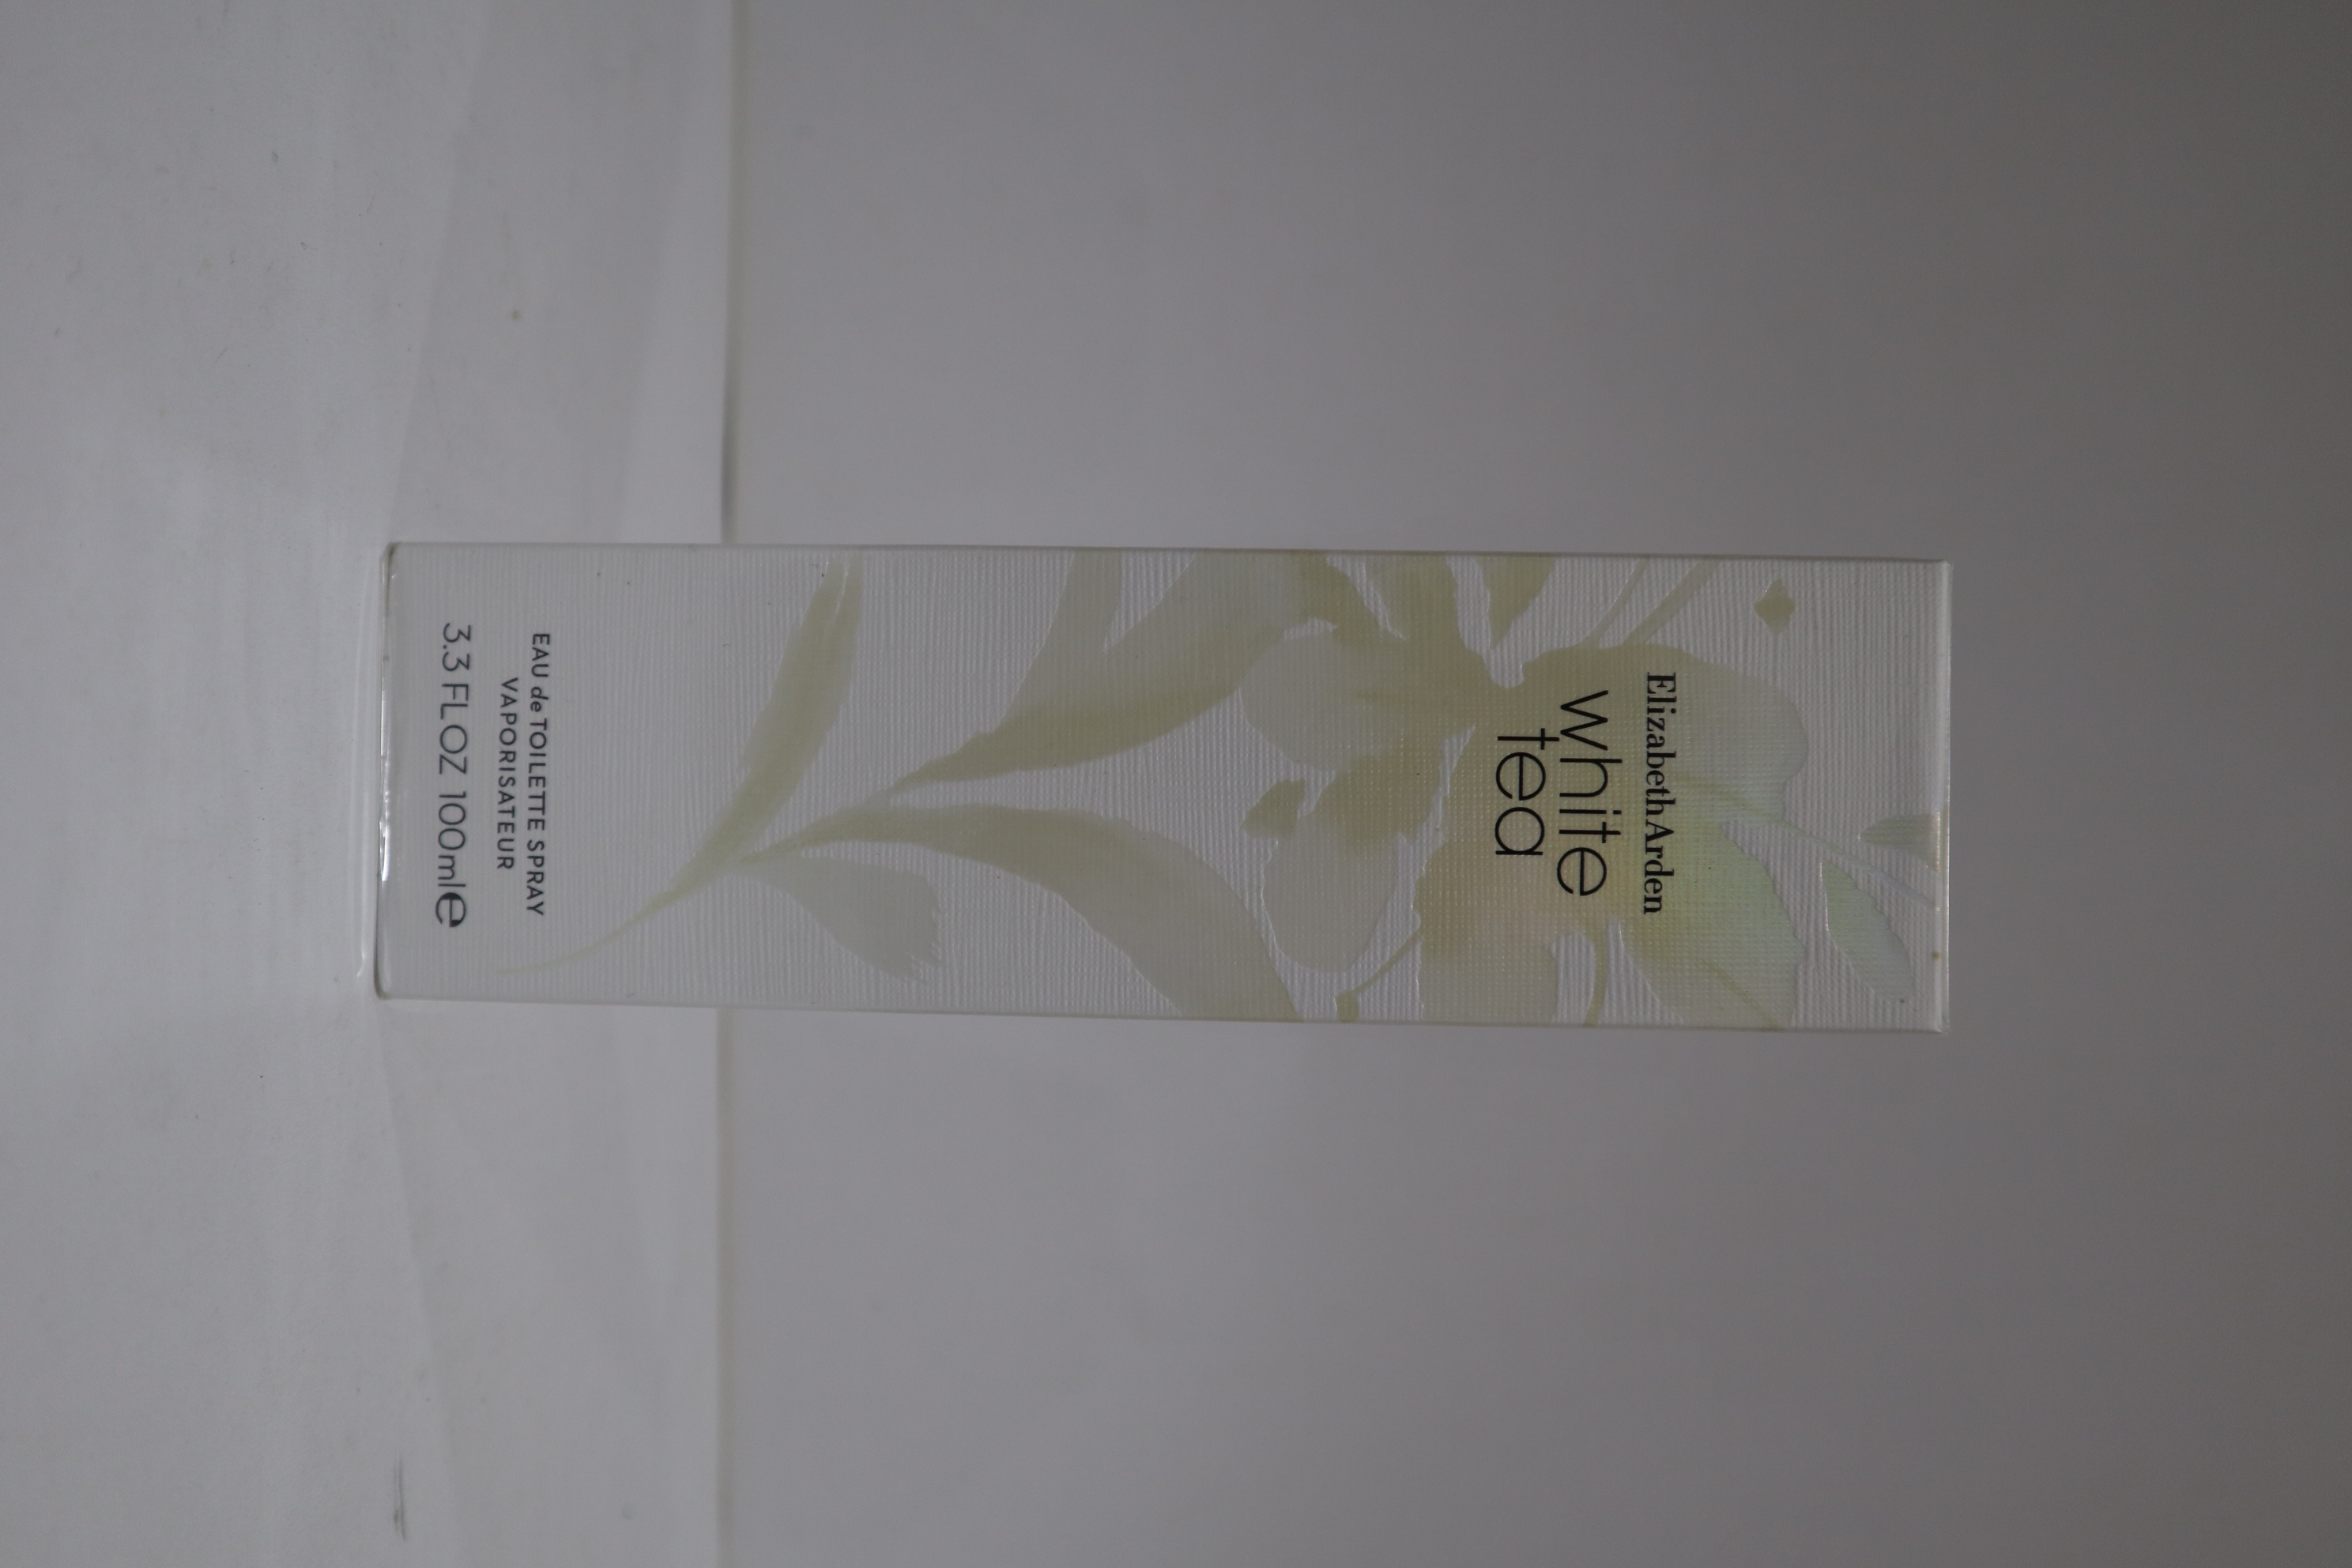 ElizabethArden
white
tea
EAU de TOILETTE SPRAY
VAPORISATEUR
3.3 FL OZ 100ml℮